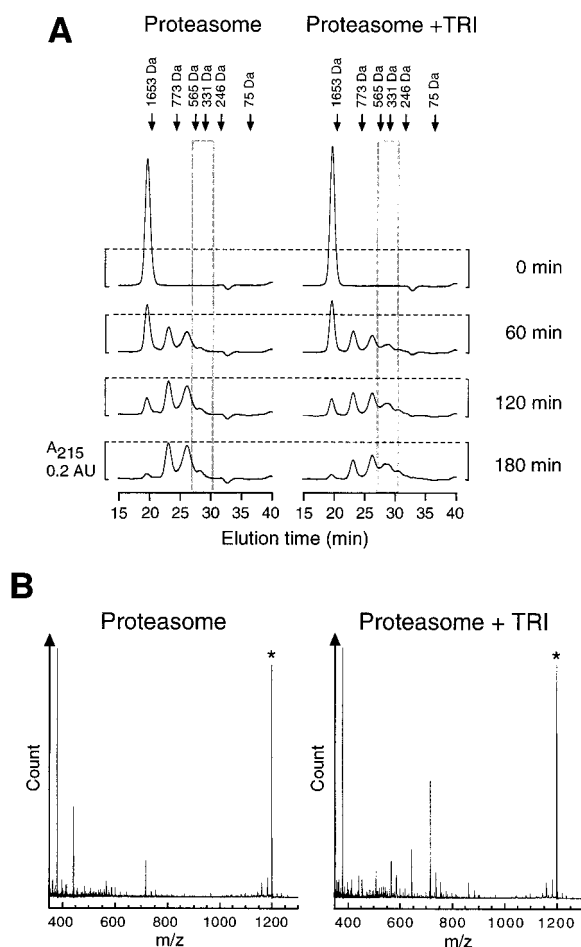 A
Proteasome
Proteasome +TRI
1653 Da
773 Da
565 Da
331 Da
246 Da
75 Da
1653 Da
773 Da
565 Da
331 Da
246 Da
75 Da
0 min
60 min
120 min
180 min
A215
0.2 AU
15 20 25 30 35 40
15 20 25 30 35 40
Elution time (min)
B
Proteasome
Proteasome + TRI
*
*
Count
Count
400 600 800 1000 1200
400 600 800 1000 1200
m/z
m/z